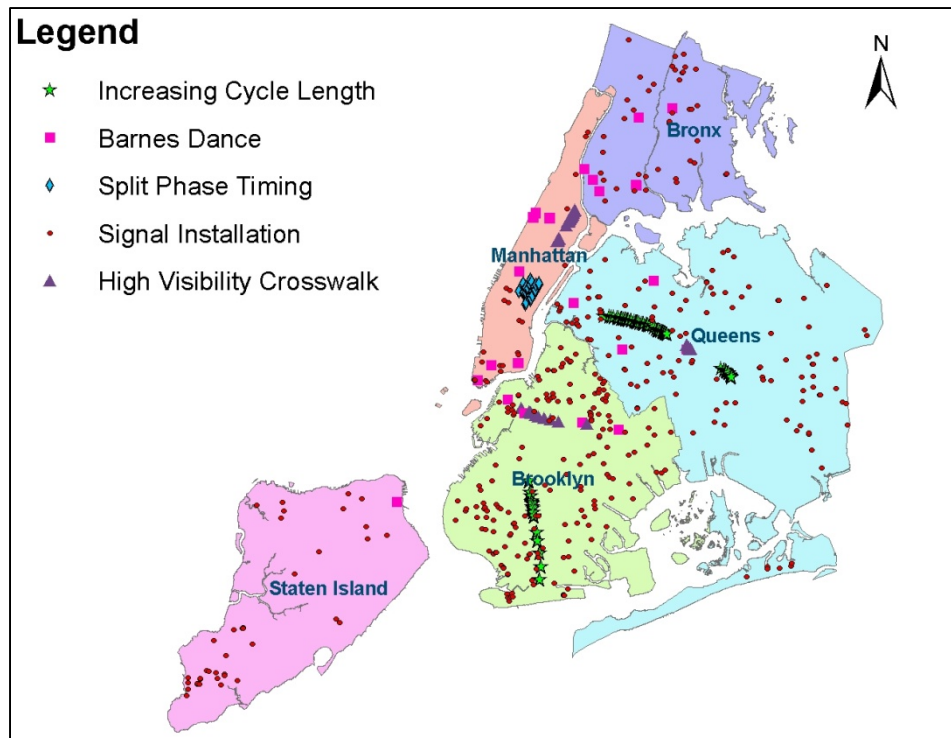 Legend
Increasing Cycle Length
Barnes Dance
Split Phase Timing
Signal Installation
High Visibility Crosswalk
N
Bronx
Manhattan
Queens
Brooklyn
Staten Island